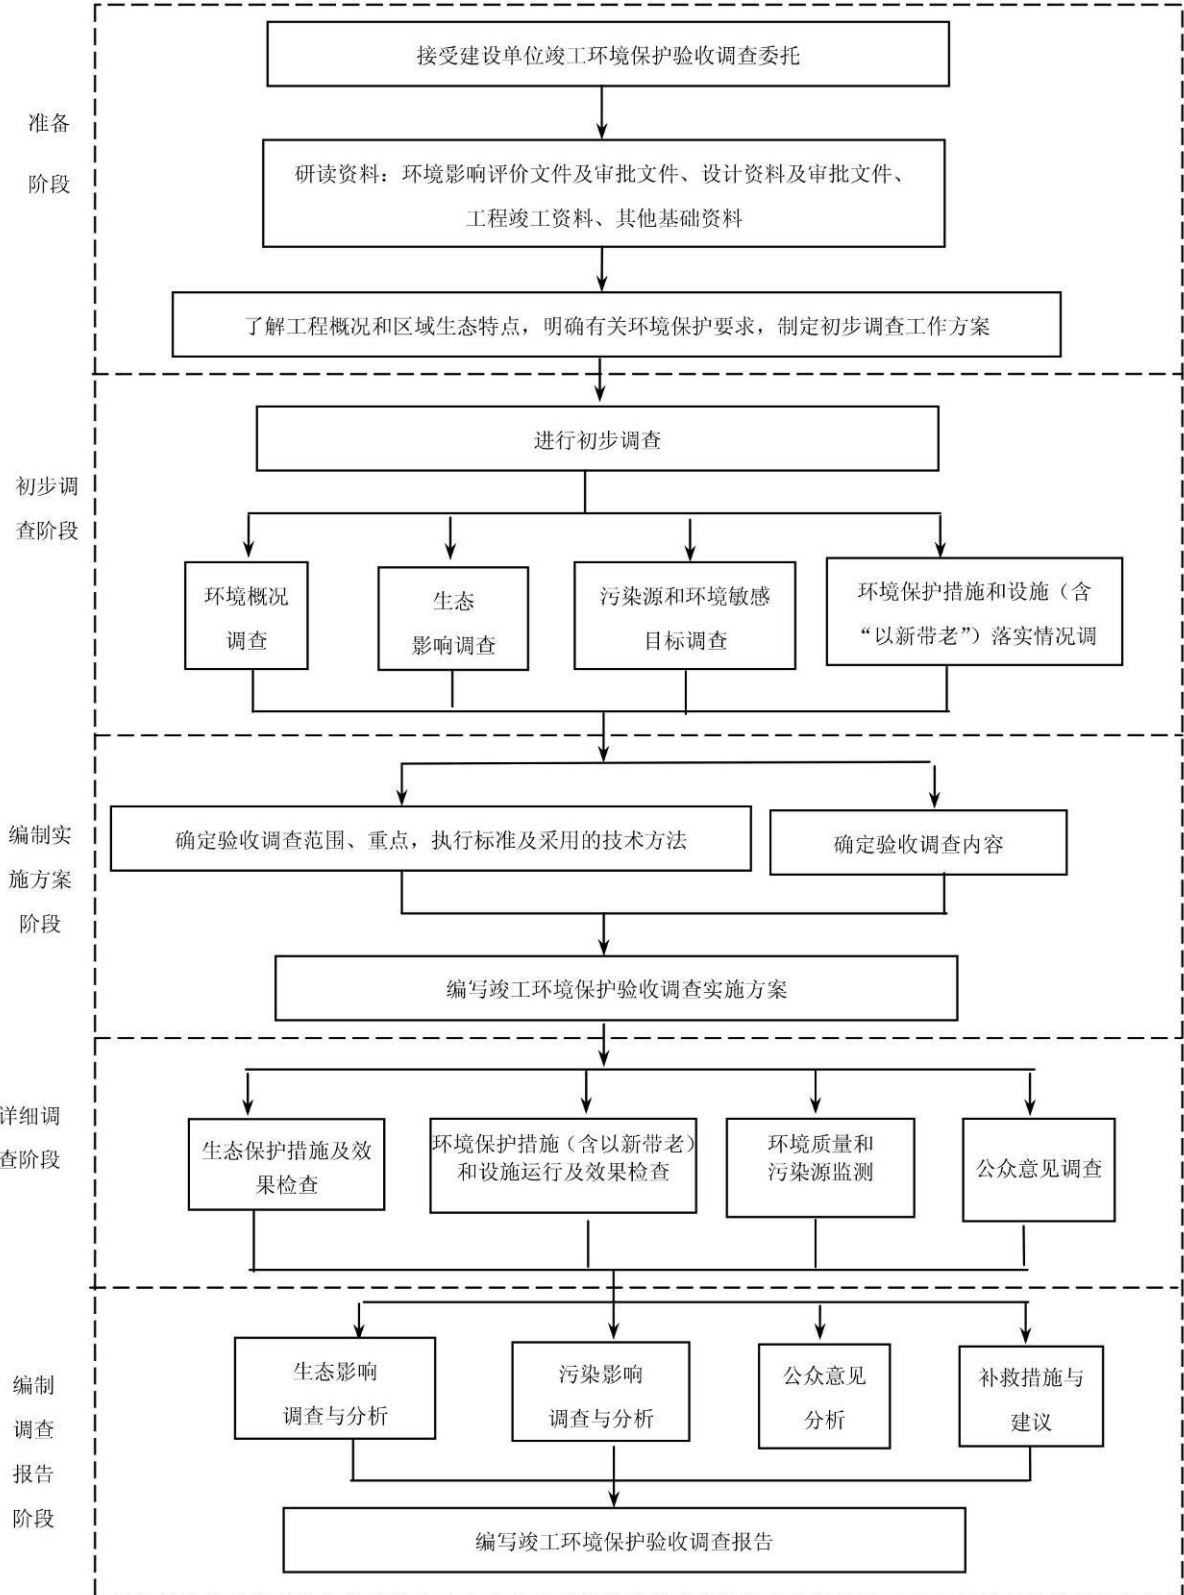 准备
阶段
接受建设单位竣工环境保护验收调查委托
研读资料：环境影响评价文件及审批文件、设计资料及审批文件、
工程竣工资料、其他基础资料
了解工程概况和区域生态特点，明确有关环境保护要求，制定初步调查工作方案
初步调
查阶段
进行初步调查
环境概况
调查
生态
影响调查
污染源和环境敏感
目标调查
环境保护措施和设施（含
“以新带老”）落实情况调
编制实
施方案
阶段
确定验收调查范围、重点，执行标准及采用的技术方法
确定验收调查内容
编写竣工环境保护验收调查实施方案
详细调
查阶段
生态保护措施及效
果检查
环境保护措施（含以新带老）
和设施运行及效果检查
环境质量和
污染源监测
公众意见调查
编制
调查
报告
阶段
生态影响
调查与分析
污染影响
调查与分析
公众意见
分析
补救措施与
建议
编写竣工环境保护验收调查报告